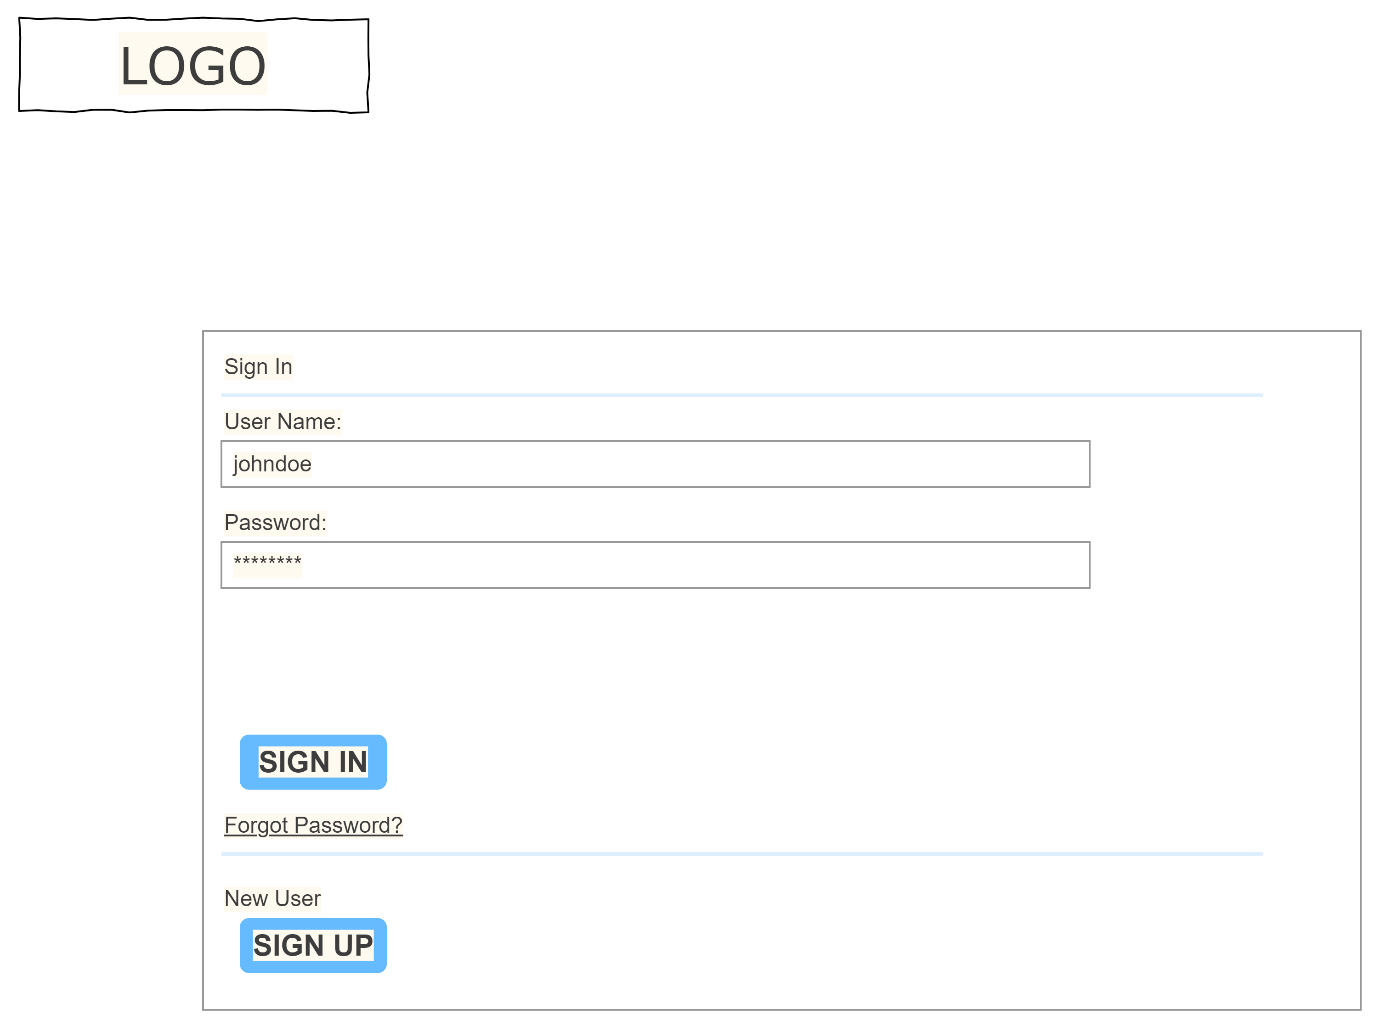 LOGO
Sign In
User Name:
johndoe
Password:
********
SIGN IN
Forgot Password?
New User
SIGN UP